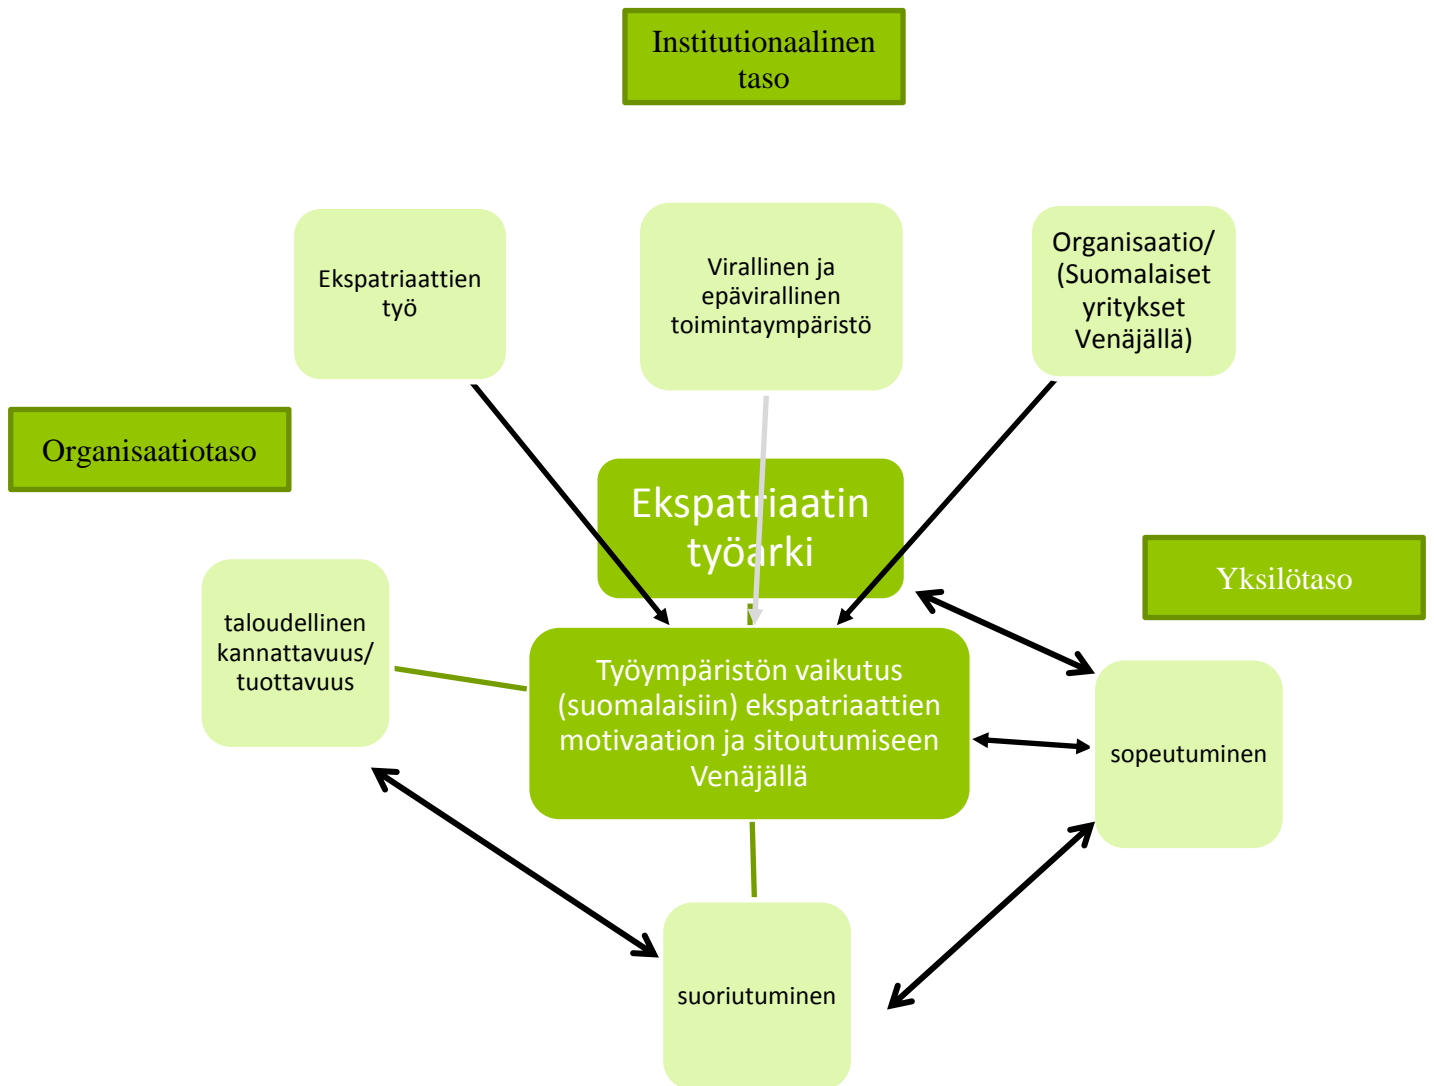 Institutionaalinen
taso
Ekspatriaattien
työ
Virallinen ja
epävirallinen
toimintaympäristö
Organisaatio/
(Suomalaiset
yritykset
Venäjällä)
Organisaatiotaso
Ekspatriaatin
työarki
Yksilötaso
taloudellinen
kannattavuus/
tuottavuus
Työympäristön vaikutus
(suomalaisiin) ekspatriaattien
motivaation ja sitoutumiseen
Venäjällä
sopeutuminen
suoriutuminen